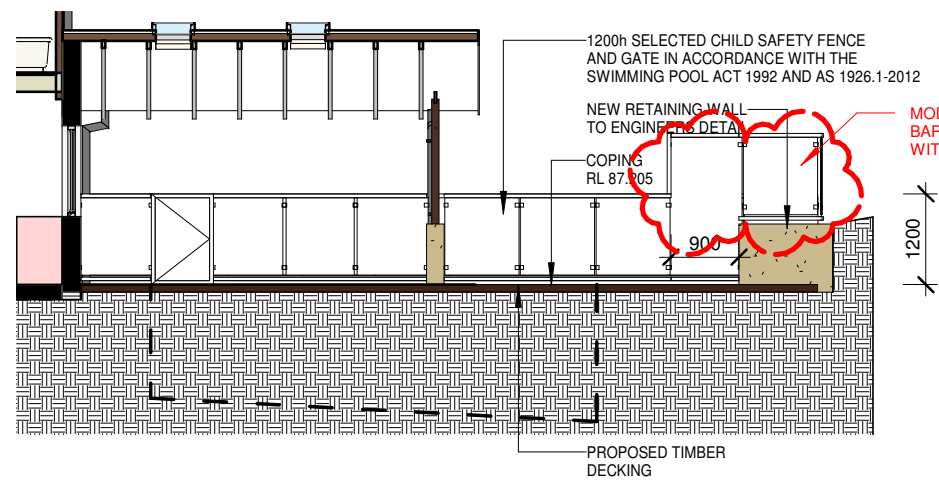 1200h SELECTED CHILD SAFETY FENCE
AND GATE IN ACCORDANCE WITH THE
SWIMMING POOL ACT 1992 AND AS 1926.1-2012
NEW RETAINING WALL
TO ENGINEERS DETAIL
COPING
RL 87.205
900
1200
PROPOSED TIMBER
DECKING